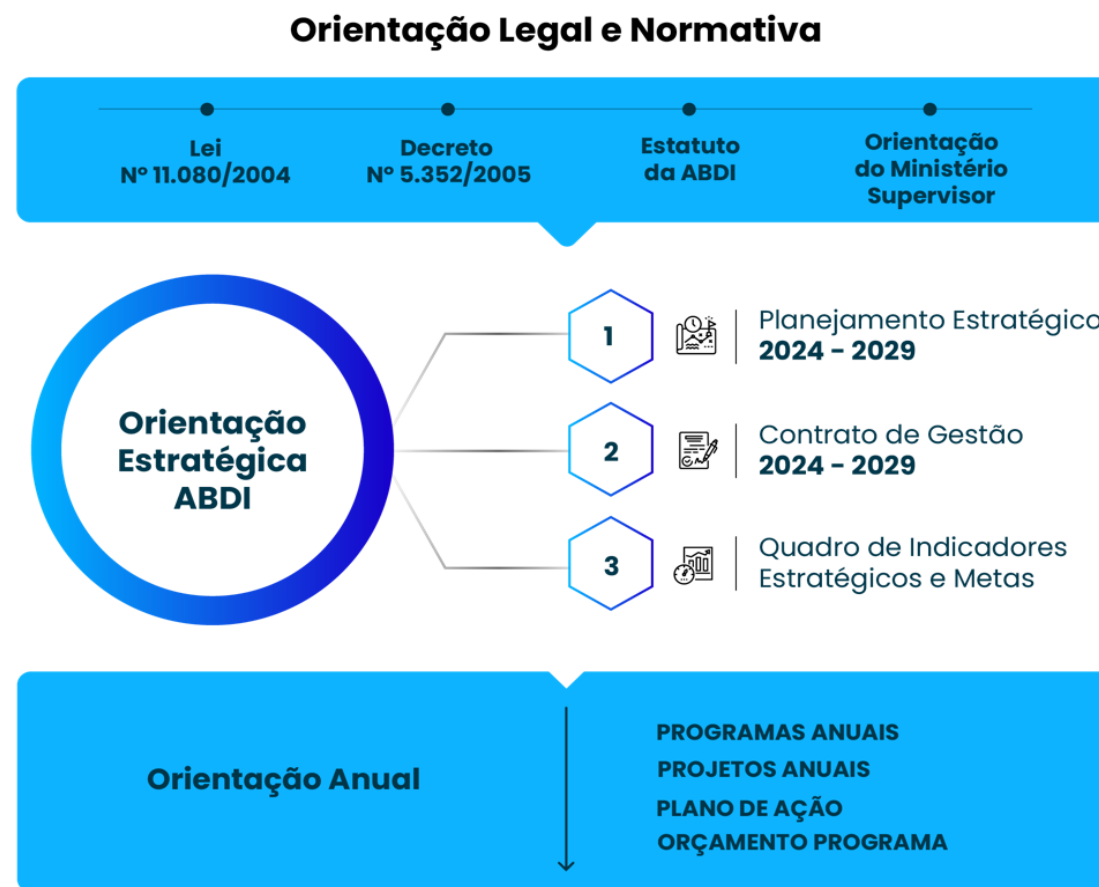 Orientação Legal e Normativa
Lei
Nº 11.080/2004
Decreto
Nº 5.352/2005
Estatuto
da ABDI
Orientação
do Ministério
Supervisor
Orientação
Estratégica
ABDI
1
Planejamento Estratégico
2024 – 2029
2
Contrato de Gestão
2024 – 2029
3
Quadro de Indicadores
Estratégicos e Metas
Orientação Anual
PROGRAMAS ANUAIS
PROJETOS ANUAIS
PLANO DE AÇÃO
ORÇAMENTO PROGRAMA